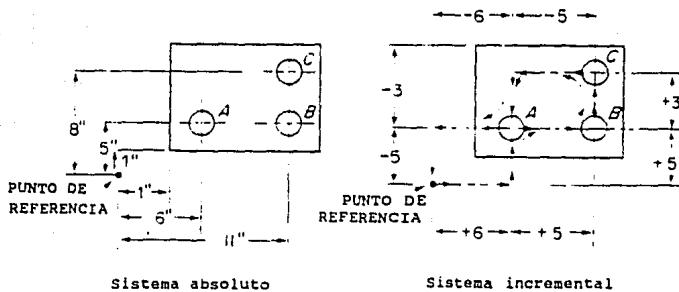 -6 -5
C C
-3 +3
8" A B A B
5" -5 +5
1"
PUNTO DE PUNTO DE
REFERENCIA 1" REFERENCIA
6" +6 +5
11"
Sistema absoluto Sistema incremental